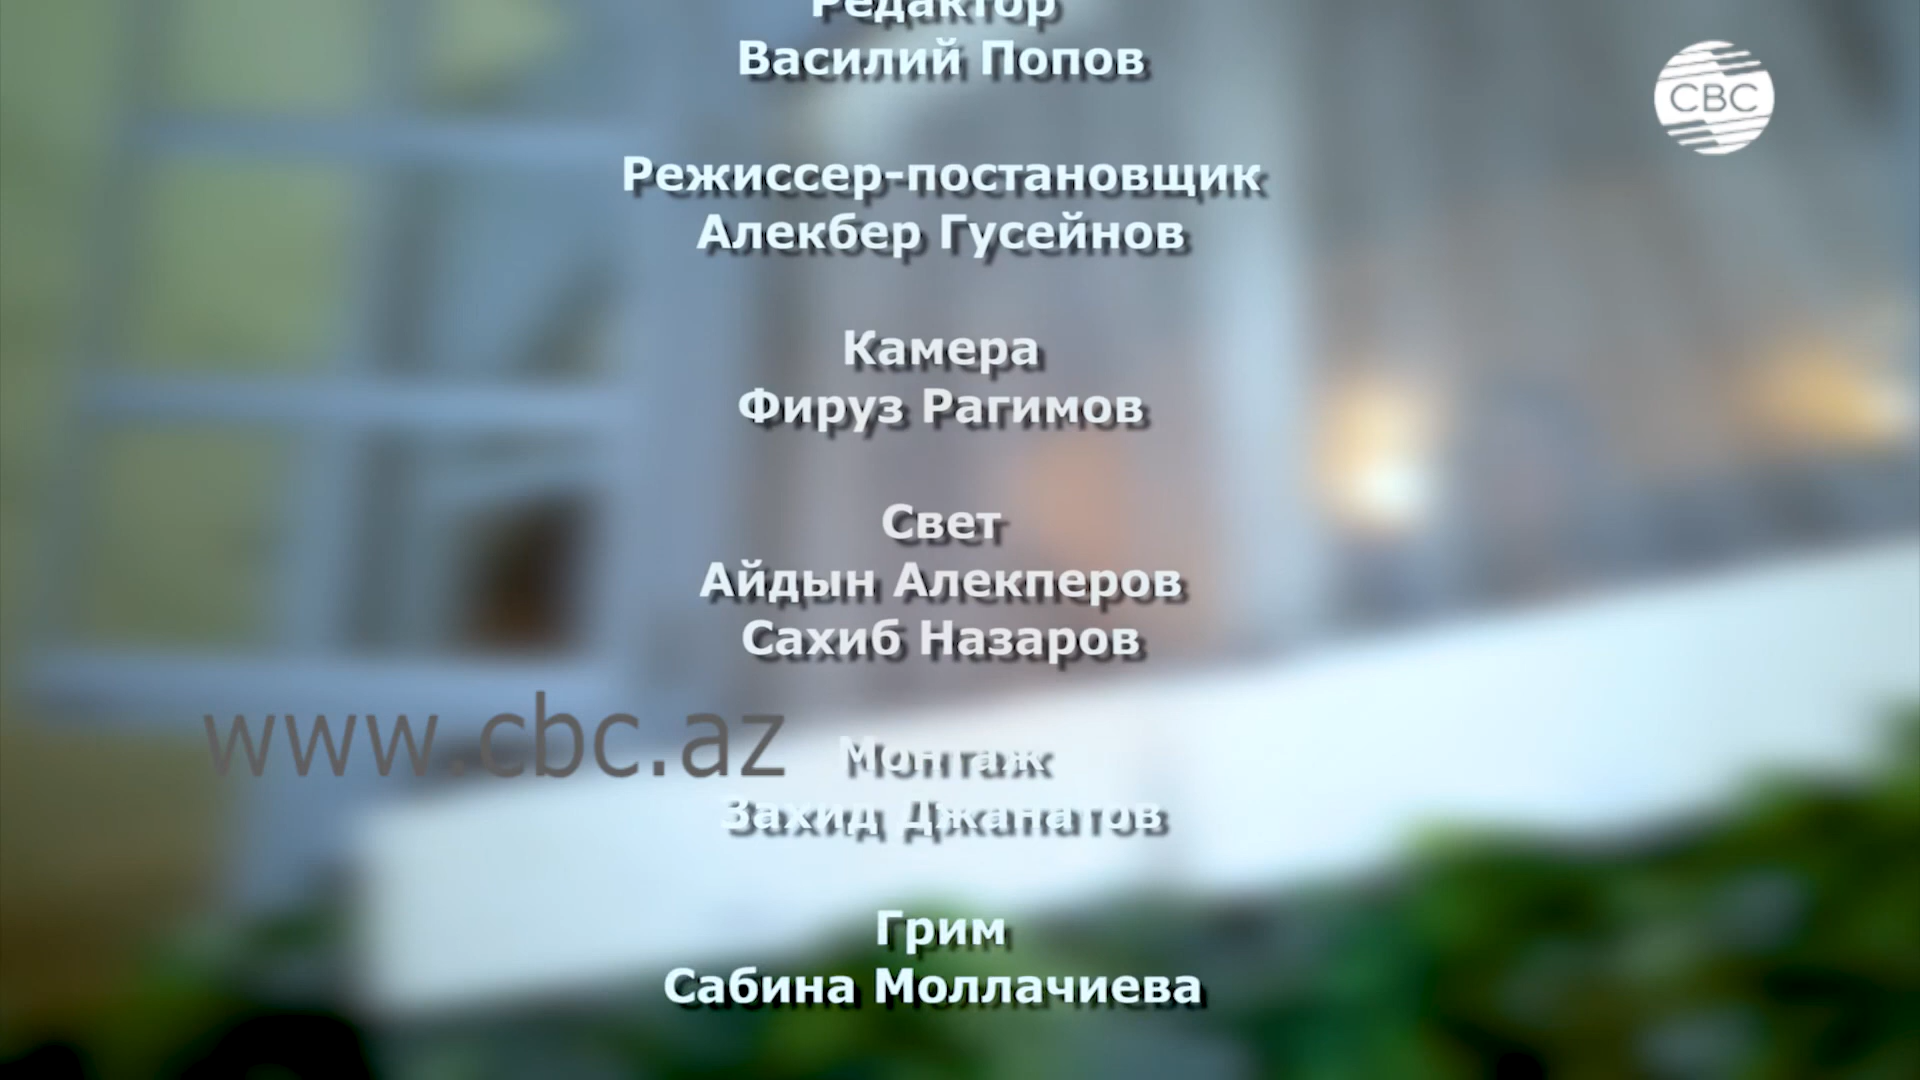 Редактор
Василий Попов
CBC
Режиссер-постановщик
Алекбер Гусейнов
Камера
Фируз Рагимов
Свет
Айдын Алекперов
Сахиб Назаров
www.cbc.az
Монтаж
Захид Джанатов
Грим
Сабина Моллачиева